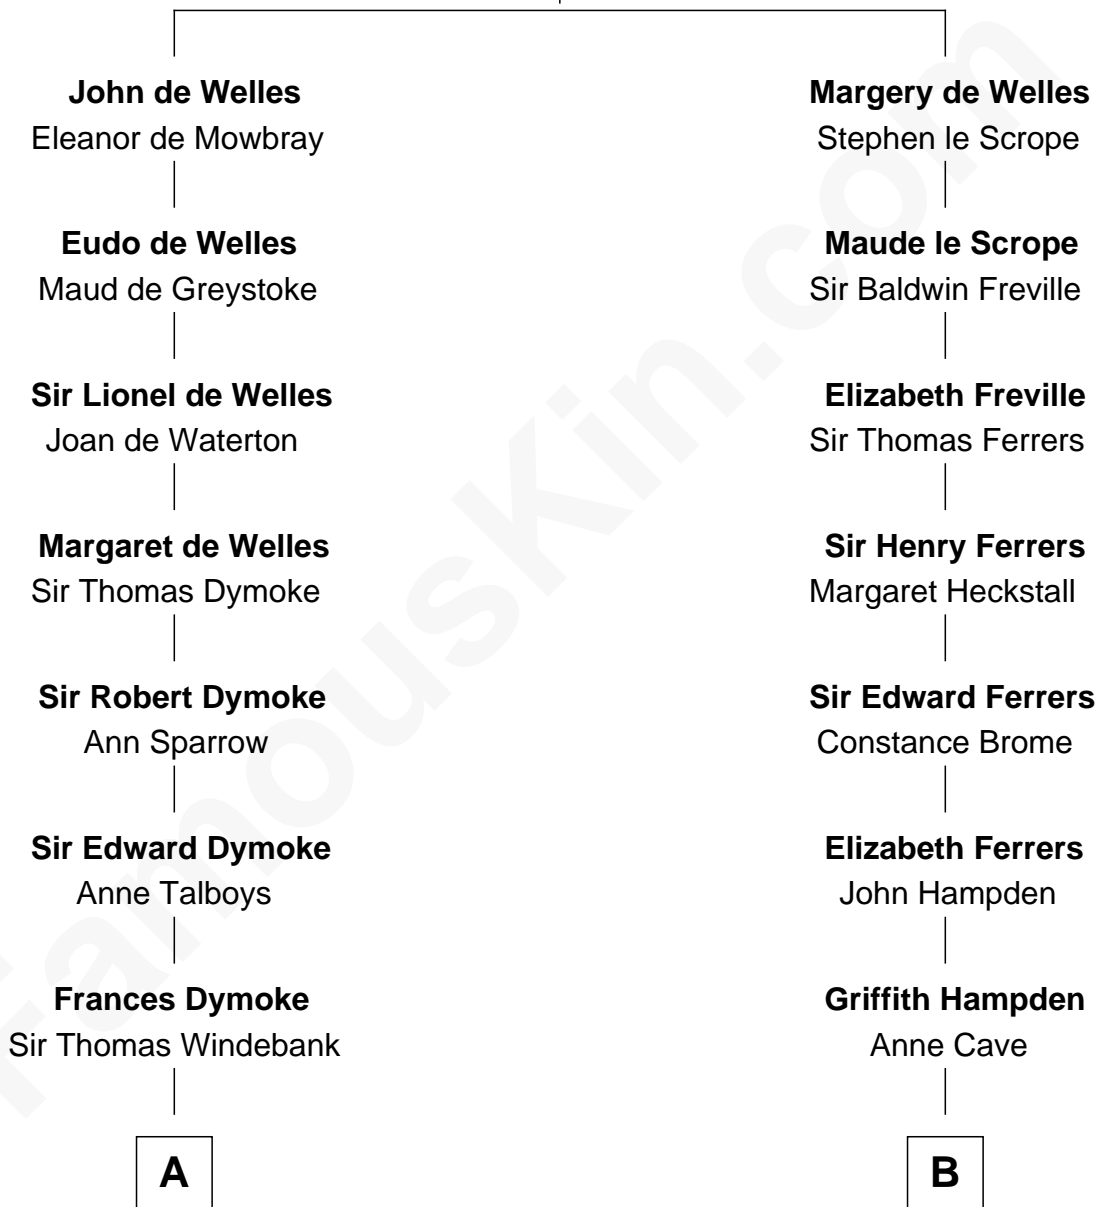 John de Welles
Eleanor de Mowbray
Eudo de Welles
Maud de Greystoke
Sir Lionel de Welles
Joan de Waterton
Margaret de Welles
Sir Thomas Dymoke
Sir Robert Dymoke
Ann Sparrow
Sir Edward Dymoke
Anne Talboys
Frances Dymoke
Sir Thomas Windebank
A
Margery de Welles
Stephen le Scrope
Maude le Scrope
Sir Baldwin Freville
Elizabeth Freville
Sir Thomas Ferrers
Sir Henry Ferrers
Margaret Heckstall
Sir Edward Ferrers
Constance Brome
Elizabeth Ferrers
John Hampden
Griffith Hampden
Anne Cave
B
FamousKin.com